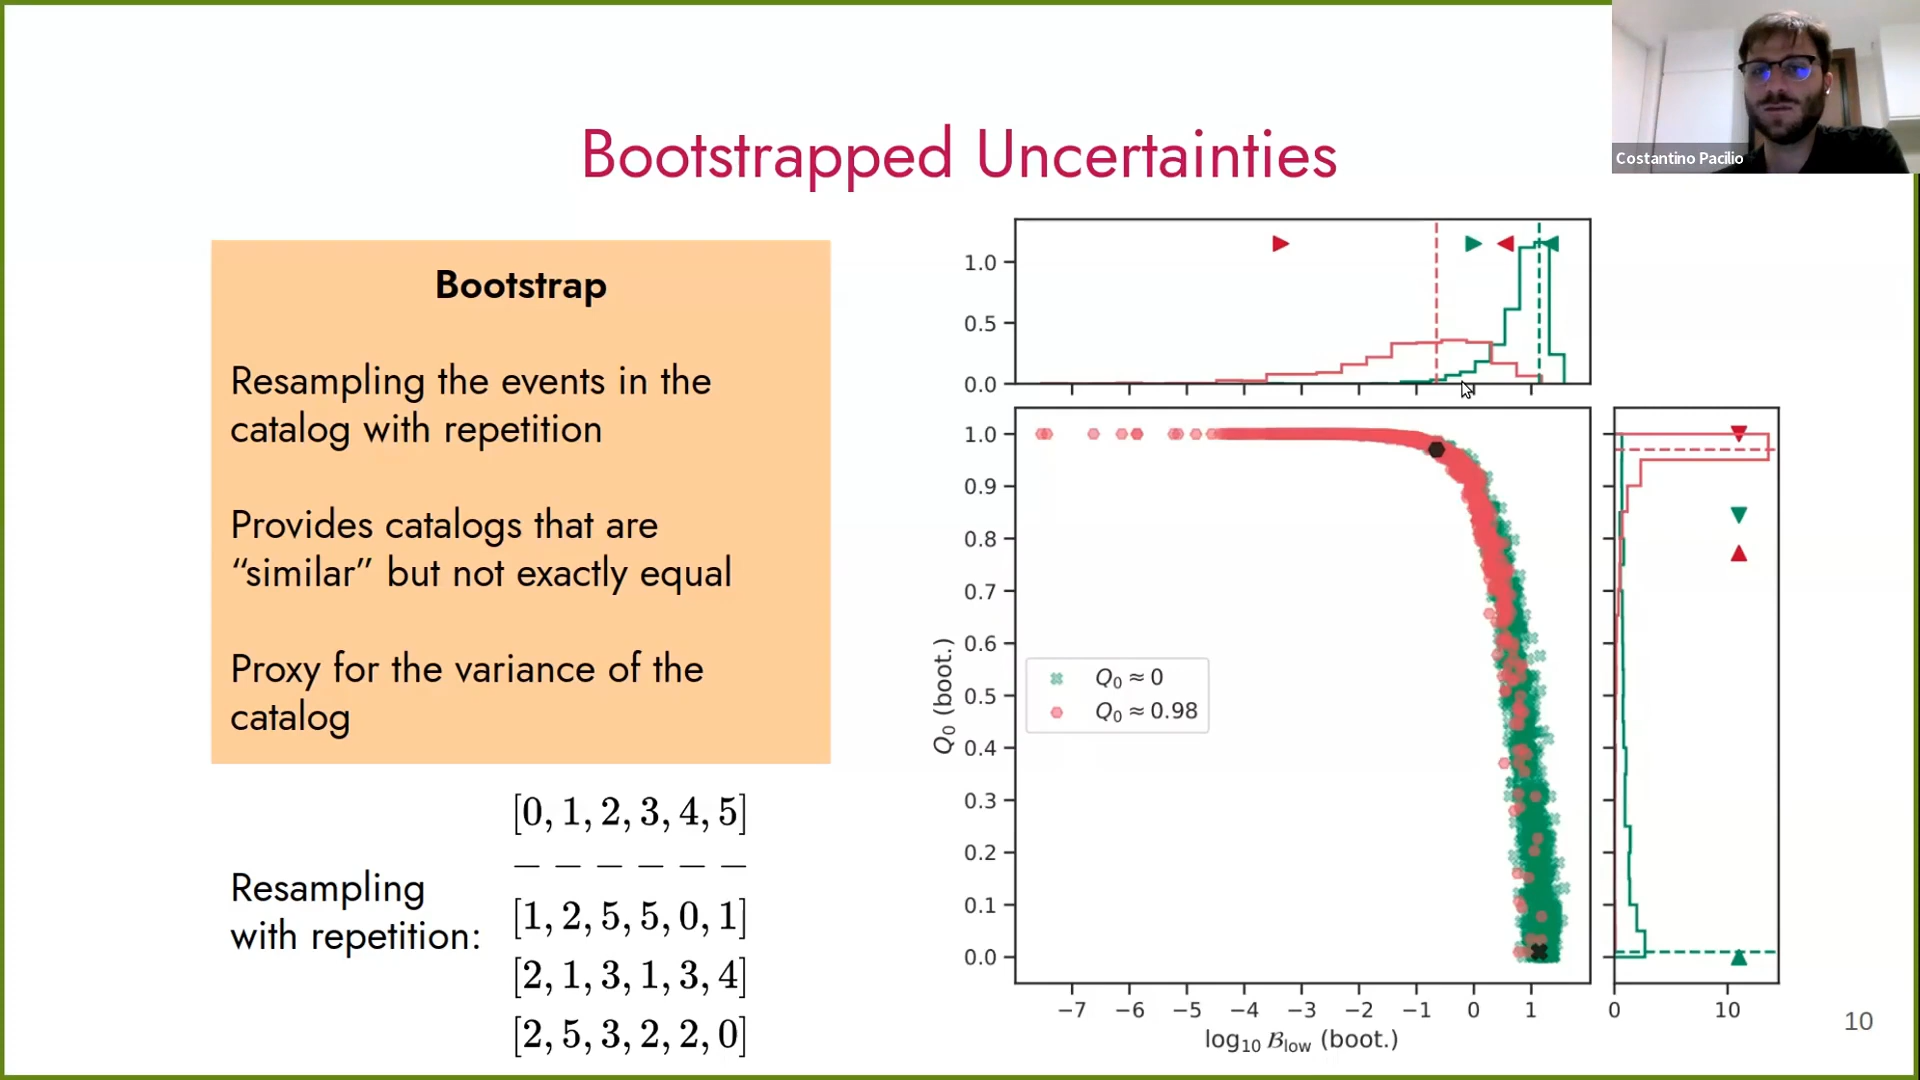 Costantino Pacilio
Bootstrapped Uncertainties
Bootstrap
Resampling the events in the
catalog with repetition
Provides catalogs that are
“similar” but not exactly equal
Proxy for the variance of the
catalog
Resampling
with repetition:
[0, 1, 2, 3, 4, 5]
– – – – – –
[1, 2, 5, 5, 0, 1]
[2, 1, 3, 1, 3, 4]
[2, 5, 3, 2, 2, 0]
1.0
0.5
0.0
1.0
0.9
0.8
0.7
0.6
0.5
0.4
0.3
0.2
0.1
0.0
Q₀ (boot.)
Q₀ ≈ 0
Q₀ ≈ 0.98
−7 −6 −5 −4 −3 −2 −1 0 1
log₁₀ 𝓑low (boot.)
0 10
10